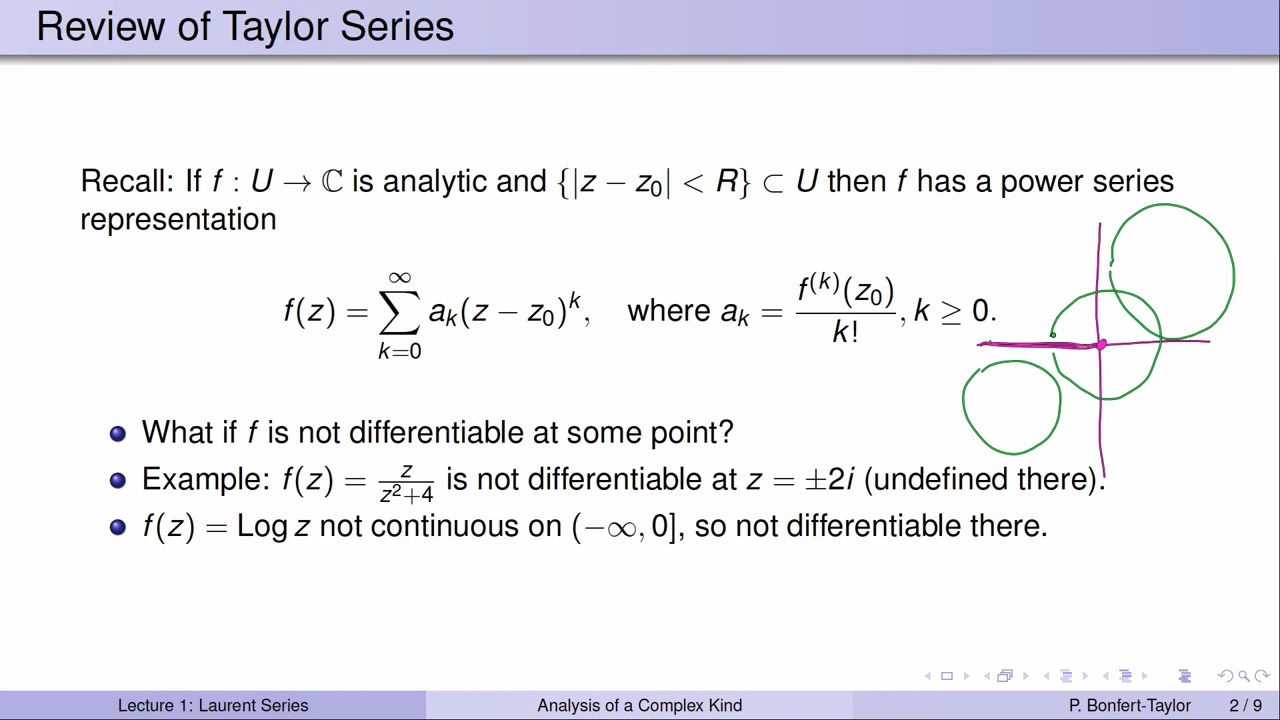 Review of Taylor Series
Recall: If f : U → ℂ is analytic and {|z − z₀| < R} ⊂ U then f has a power series
representation
f(z) = ∑_{k=0}^{∞} a_k(z − z₀)^k, where a_k = f^{(k)}(z₀)/k!, k ≥ 0.
What if f is not differentiable at some point?
Example: f(z) = z/(z²+4) is not differentiable at z = ±2i (undefined there).
f(z) = Log z not continuous on (−∞, 0], so not differentiable there.
Lecture 1: Laurent Series Analysis of a Complex Kind P. Bonfert-Taylor 2 / 9